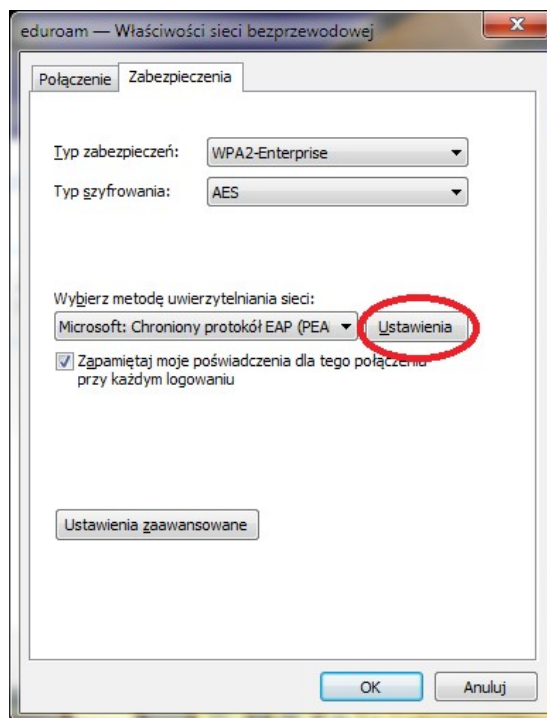 eduroam — Właściwości sieci bezprzewodowej
Połączenie Zabezpieczenia
Typ zabezpieczeń: WPA2-Enterprise
Typ szyfrowania: AES
Wybierz metodę uwierzytelniania sieci:
Microsoft: Chroniony protokół EAP (PEA Ustawienia
Zapamiętaj moje poświadczenia dla tego połączenia
przy każdym logowaniu
Ustawienia zaawansowane
OK Anuluj